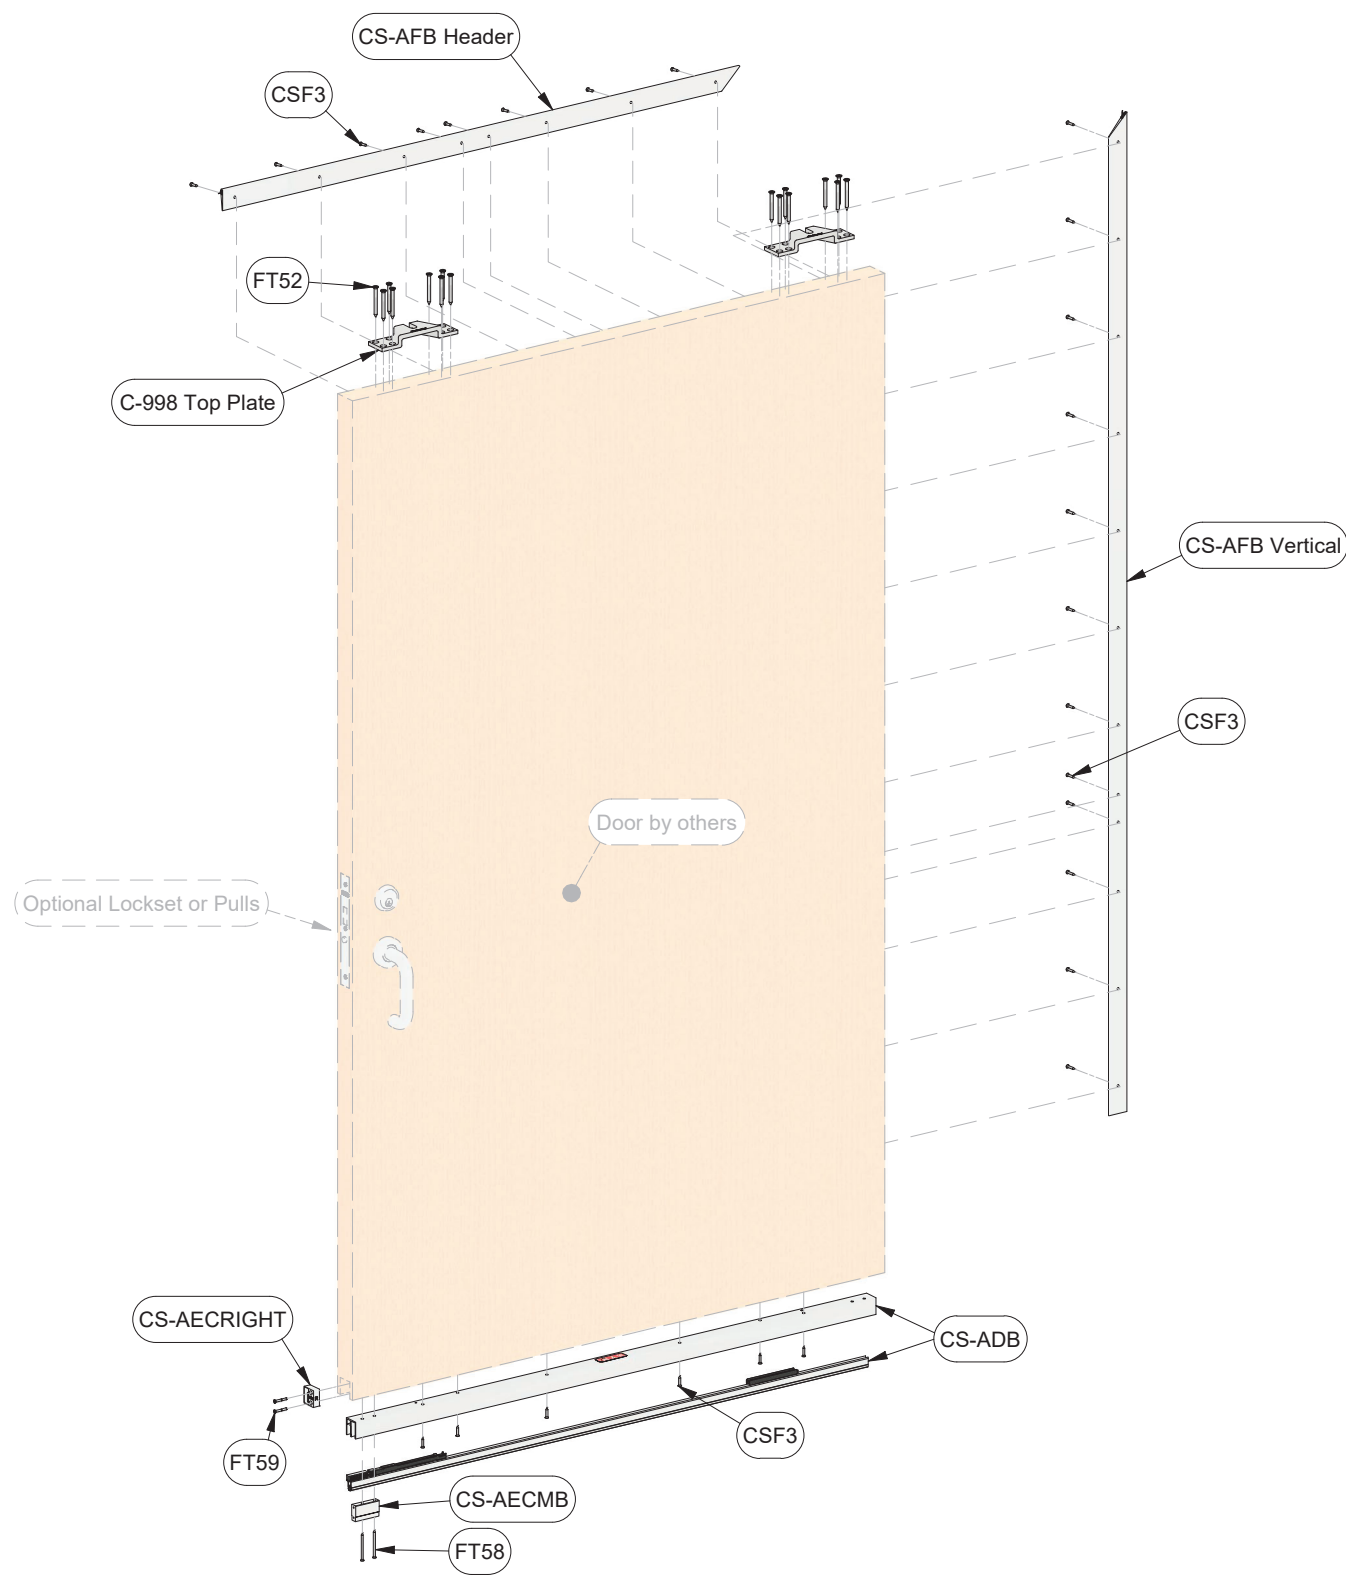 CS-AFB Header
CSF3
FT52
C-998 Top Plate
CS-AFB Vertical
CSF3
Door by others
Optional Lockset or Pulls
CS-AECRIGHT
CS-ADB
CSF3
FT59
CS-AECMB
FT58